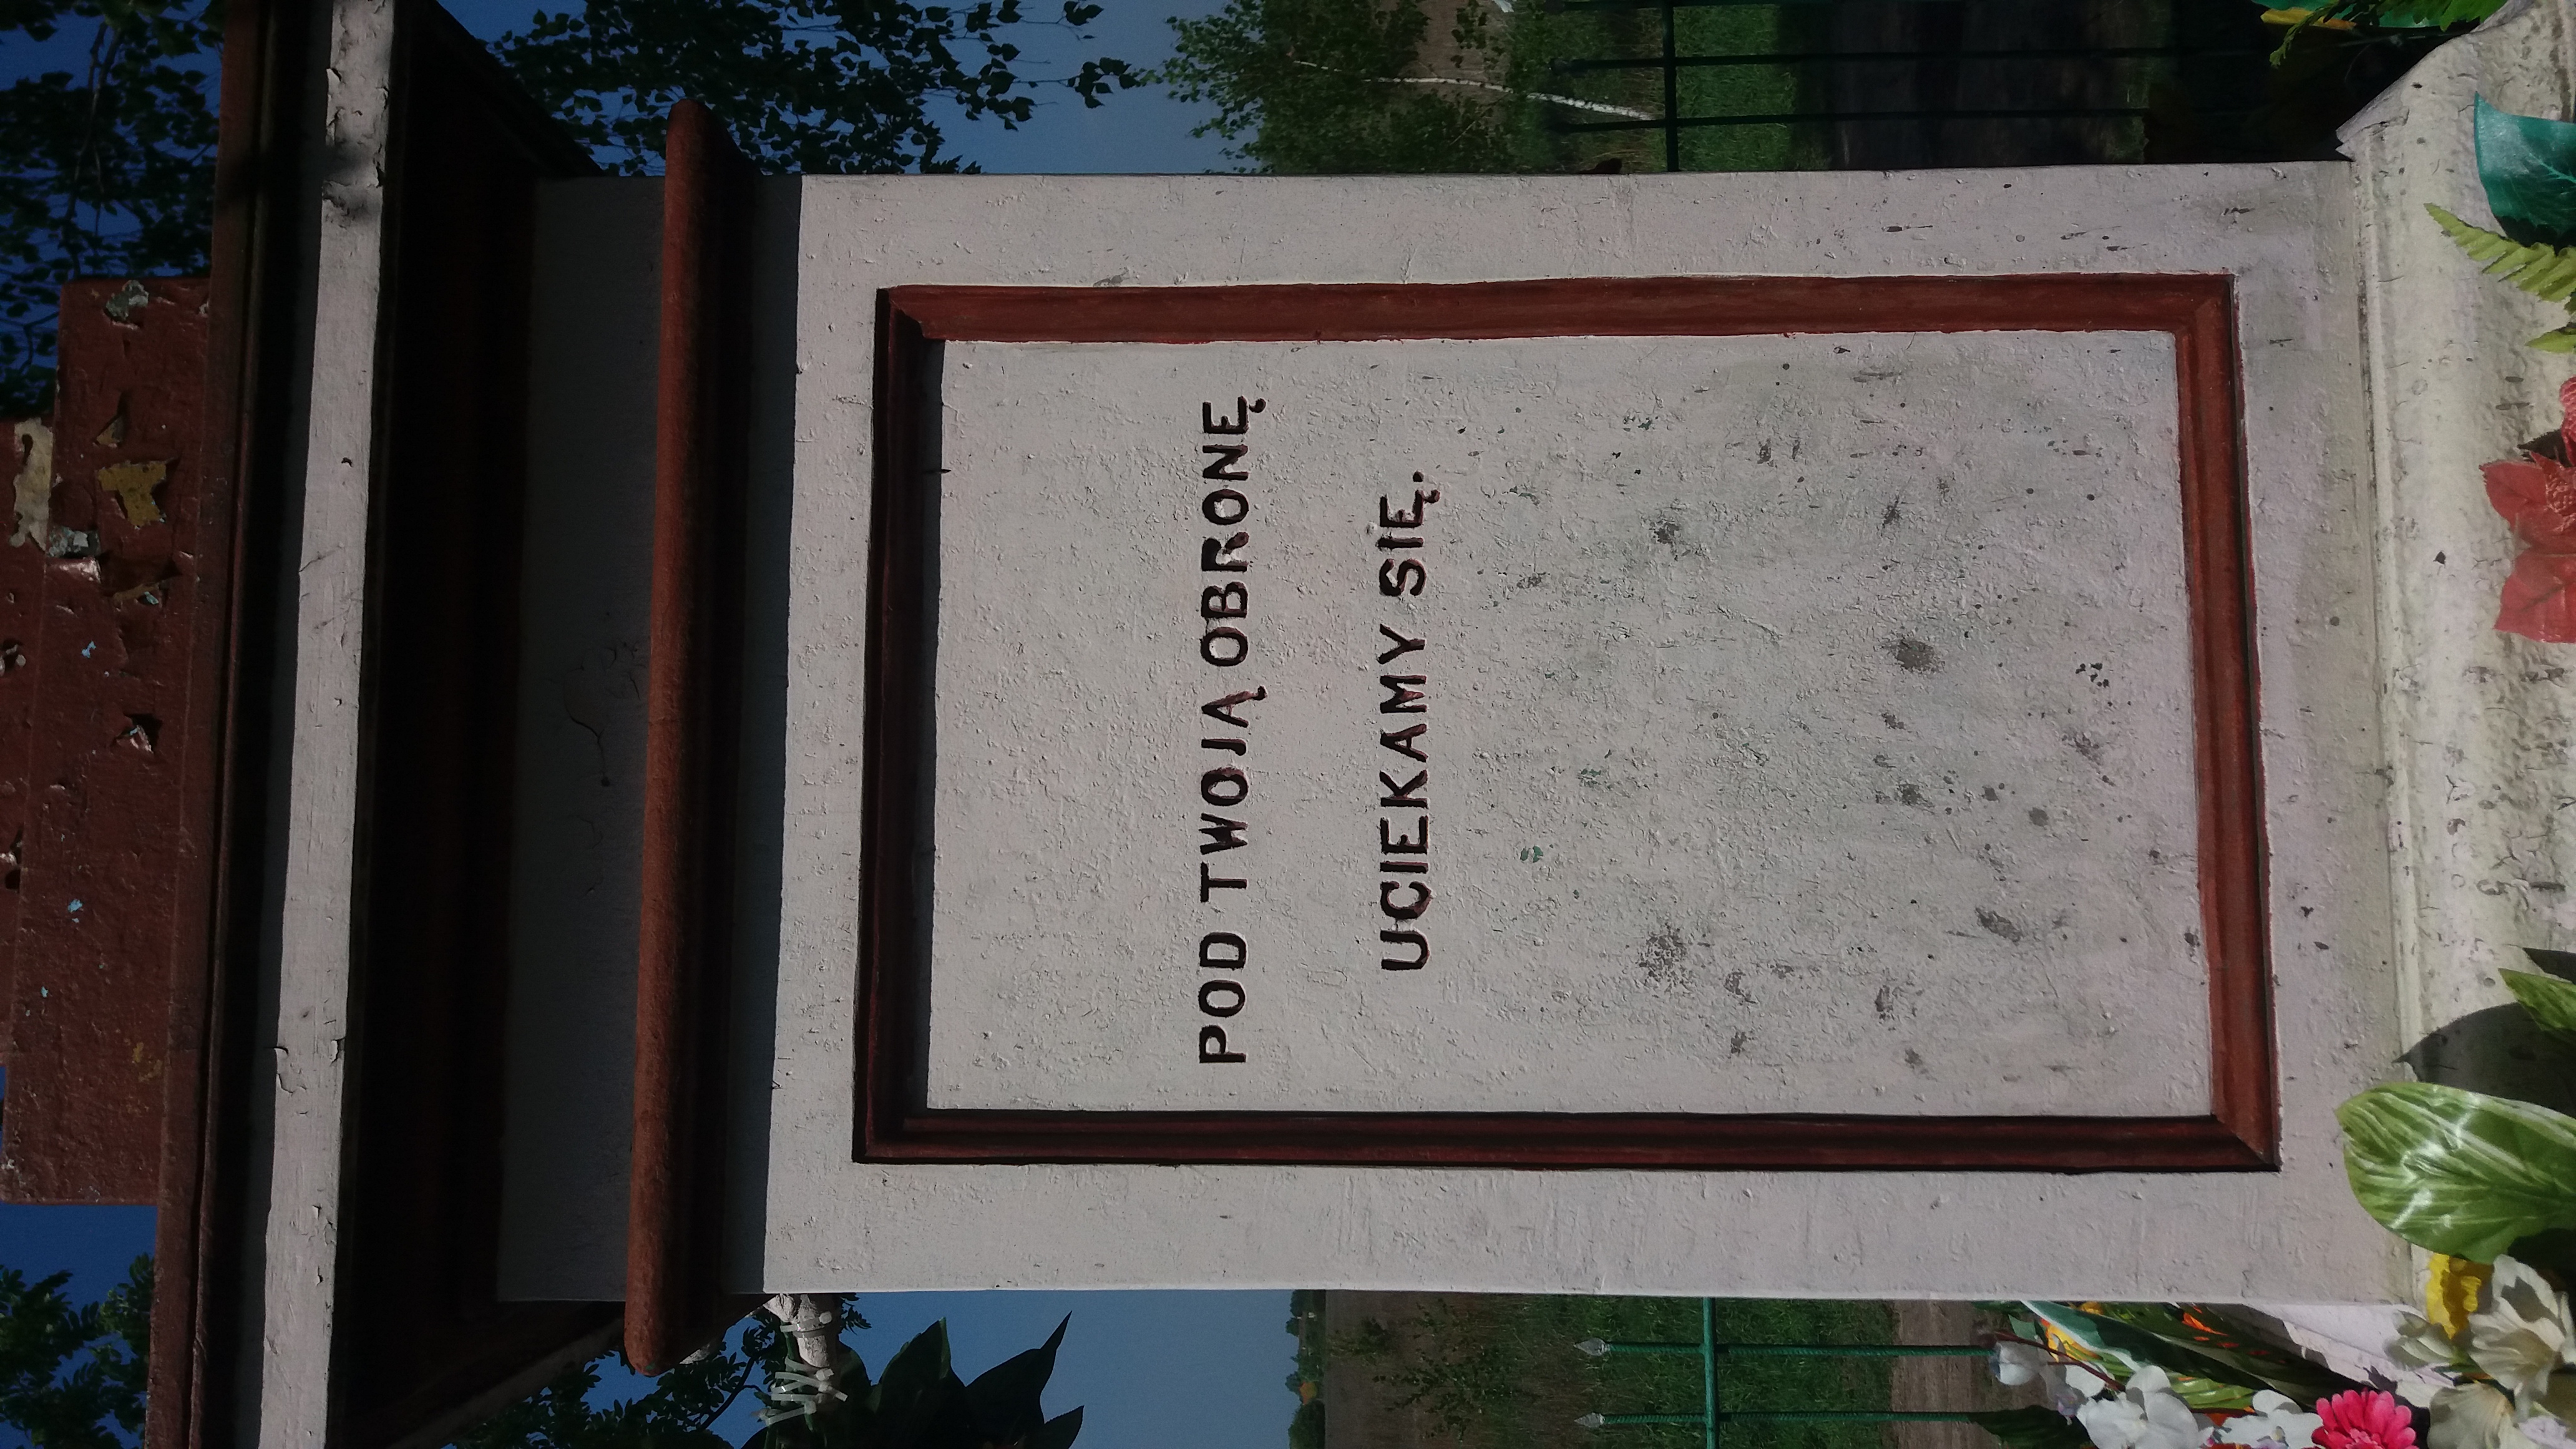 POD TWOJĄ OBRONĘ
UCIEKAMY SIĘ.